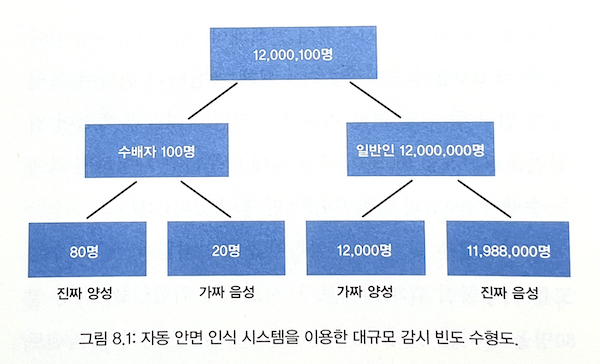 12,000,100명
수배자 100명
일반인 12,000,000명
80명
20명
12,000명
11,988,000명
진짜 양성
가짜 음성
가짜 양성
진짜 음성
그림 8.1: 자동 안면 인식 시스템을 이용한 대규모 감시 빈도 수형도.